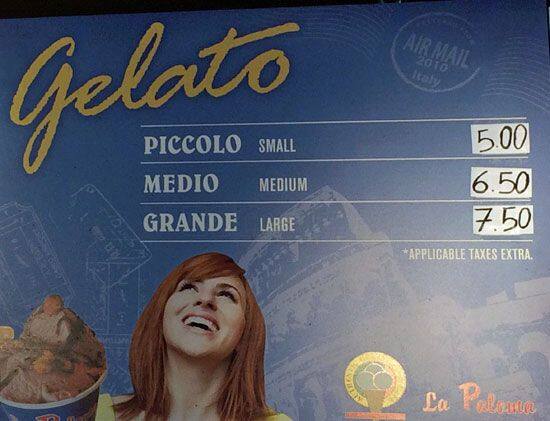 Gelato
AIR MAIL
2010
Italy
PICCOLO SMALL 5.00
MEDIO MEDIUM 6.50
GRANDE LARGE 7.50
*APPLICABLE TAXES EXTRA.
La Paloma